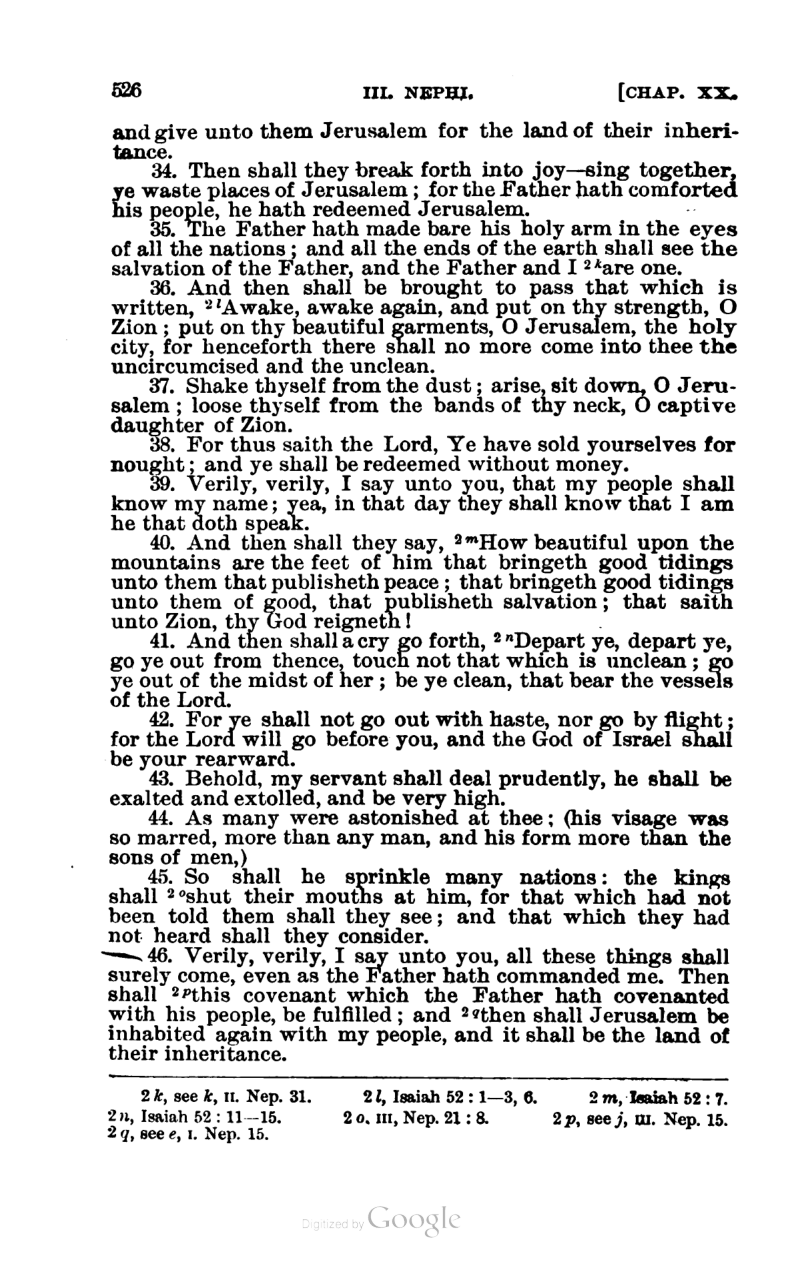 526 III. NEPHI. [CHAP. XX.
and give unto them Jerusalem for the land of their inheri-
tance.
34. Then shall they break forth into joy—sing together,
ye waste places of Jerusalem; for the Father hath comforted
his people, he hath redeemed Jerusalem.
35. The Father hath made bare his holy arm in the eyes
of all the nations; and all the ends of the earth shall see the
salvation of the Father, and the Father and I 2kare one.
36. And then shall be brought to pass that which is
written, 2lAwake, awake again, and put on thy strength, O
Zion; put on thy beautiful garments, O Jerusalem, the holy
city, for henceforth there shall no more come into thee the
uncircumcised and the unclean.
37. Shake thyself from the dust; arise, sit down, O Jeru-
salem; loose thyself from the bands of thy neck, O captive
daughter of Zion.
38. For thus saith the Lord, Ye have sold yourselves for
nought; and ye shall be redeemed without money.
39. Verily, verily, I say unto you, that my people shall
know my name; yea, in that day they shall know that I am
he that doth speak.
40. And then shall they say, 2mHow beautiful upon the
mountains are the feet of him that bringeth good tidings
unto them that publisheth peace; that bringeth good tidings
unto them of good, that publisheth salvation; that saith
unto Zion, thy God reigneth!
41. And then shall a cry go forth, 2nDepart ye, depart ye,
go ye out from thence, touch not that which is unclean; go
ye out of the midst of her; be ye clean, that bear the vessels
of the Lord.
42. For ye shall not go out with haste, nor go by flight;
for the Lord will go before you, and the God of Israel shall
be your rearward.
43. Behold, my servant shall deal prudently, he shall be
exalted and extolled, and be very high.
44. As many were astonished at thee; (his visage was
so marred, more than any man, and his form more than the
sons of men,)
45. So shall he sprinkle many nations: the kings
shall 2oshut their mouths at him, for that which had not
been told them shall they see; and that which they had
not heard shall they consider.
46. Verily, verily, I say unto you, all these things shall
surely come, even as the Father hath commanded me. Then
shall 2pthis covenant which the Father hath covenanted
with his people, be fulfilled; and 2qthen shall Jerusalem be
inhabited again with my people, and it shall be the land of
their inheritance.
2k, see k, II. Nep. 31. 2l, Isaiah 52:1—3, 6. 2m, Isaiah 52:7.
2n, Isaiah 52:11—15. 2o, III, Nep. 21:8. 2p, see j, III. Nep. 15.
2q, see e, I. Nep. 15.
Digitized by Google